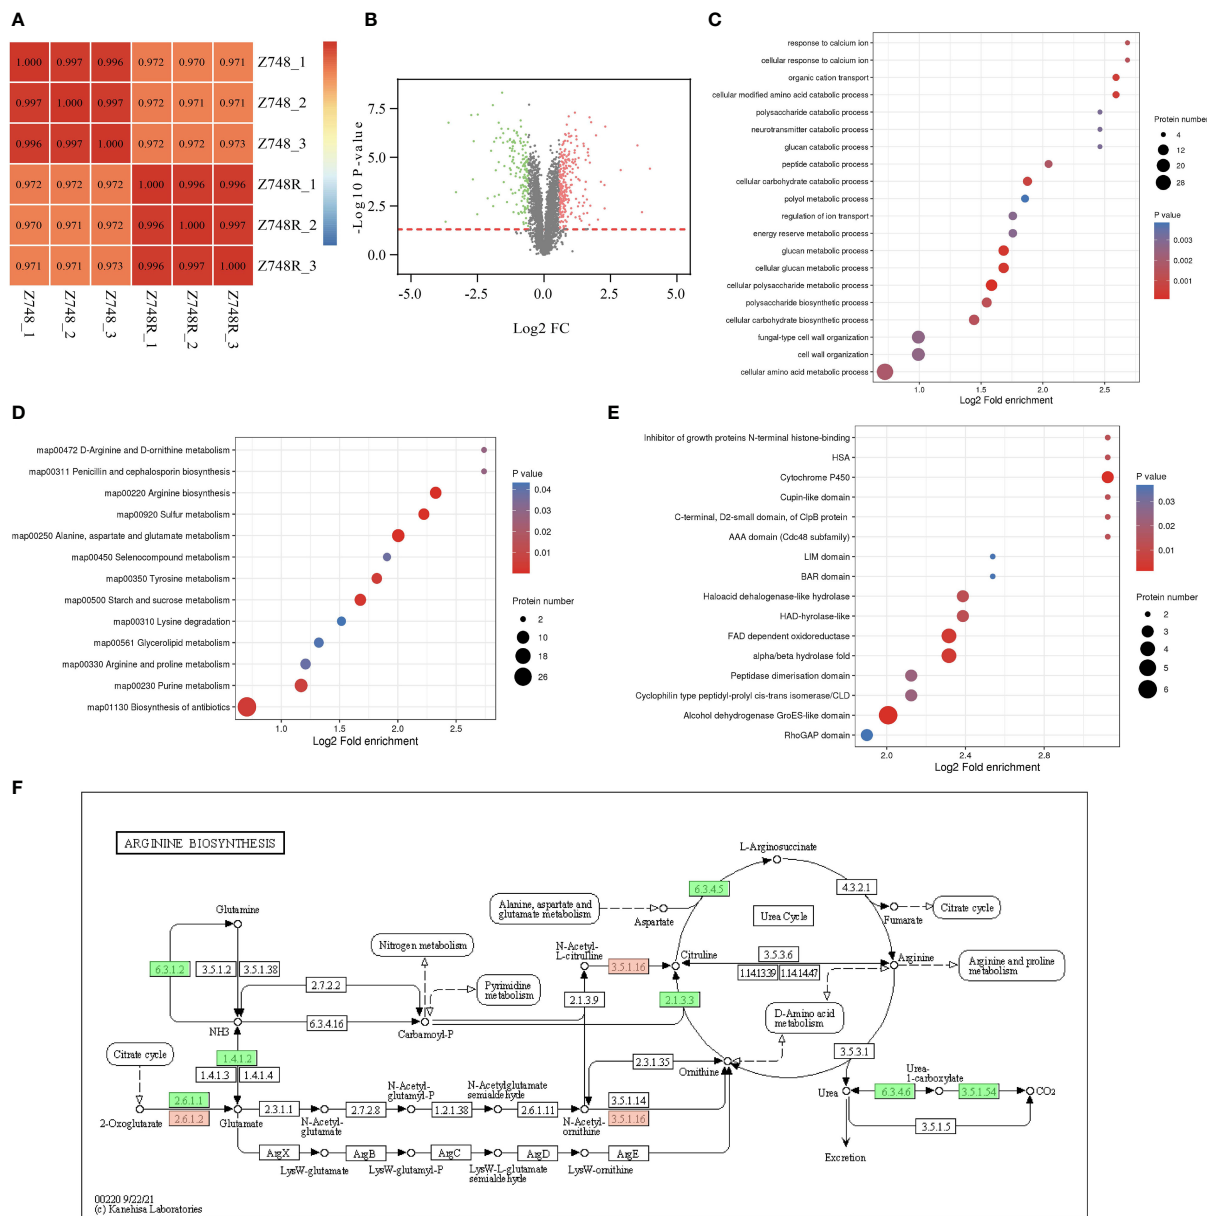 A
1.000 0.997 0.996 0.972 0.970 0.971 Z748_1
0.997 1.000 0.997 0.972 0.971 0.971 Z748_2
0.996 0.997 1.000 0.972 0.972 0.973 Z748_3
0.972 0.972 0.972 1.000 0.996 0.996 Z748R_1
0.970 0.971 0.972 0.996 1.000 0.997 Z748R_2
0.971 0.971 0.973 0.996 0.997 1.000 Z748R_3
Z748_1 Z748_2 Z748_3 Z748R_1 Z748R_2 Z748R_3
B
-Log10 P-value
7.5
5.0
2.5
0.0
-5.0 -2.5 0.0 2.5 5.0
Log2 FC
C
response to calcium ion
cellular response to calcium ion
organic cation transport
cellular modified amino acid catabolic process
polysaccharide catabolic process
neurotransmitter catabolic process
glucan catabolic process
peptide catabolic process
cellular carbohydrate catabolic process
polyol metabolic process
regulation of ion transport
energy reserve metabolic process
glucan metabolic process
cellular glucan metabolic process
cellular polysaccharide metabolic process
polysaccharide biosynthetic process
cellular carbohydrate biosynthetic process
fungal-type cell wall organization
cell wall organization
cellular amino acid metabolic process
1.0 1.5 2.0 2.5
Log2 Fold enrichment
Protein number
4
12
20
28
P value
0.003
0.002
0.001
D
map00472 D-Arginine and D-ornithine metabolism
map00311 Penicillin and cephalosporin biosynthesis
map00220 Arginine biosynthesis
map00920 Sulfur metabolism
map00250 Alanine, aspartate and glutamate metabolism
map00450 Selenocompound metabolism
map00350 Tyrosine metabolism
map00500 Starch and sucrose metabolism
map00310 Lysine degradation
map00561 Glycerolipid metabolism
map00330 Arginine and proline metabolism
map00230 Purine metabolism
map01130 Biosynthesis of antibiotics
1.0 1.5 2.0 2.5
Log2 Fold enrichment
P value
0.04
0.03
0.02
0.01
Protein number
2
10
18
26
E
Inhibitor of growth proteins N-terminal histone-binding
HSA
Cytochrome P450
Cupin-like domain
C-terminal, D2-small domain, of ClpB protein
AAA domain (Cdc48 subfamily)
LIM domain
BAR domain
Haloacid dehalogenase-like hydrolase
HAD-hyrolase-like
FAD dependent oxidoreductase
alpha/beta hydrolase fold
Peptidase dimerisation domain
Cyclophilin type peptidyl-prolyl cis-trans isomerase/CLD
Alcohol dehydrogenase GroES-like domain
RhoGAP domain
2.0 2.4 2.8
Log2 Fold enrichment
P value
0.03
0.02
0.01
Protein number
2
3
4
5
6
F
ARGININE BIOSYNTHESIS
L-Arginosuccinate
6.3.4.5
4.3.2.1
Alanine, aspartate and
glutamate metabolism
Aspartate
Urea Cycle
Fumarate
Citrate cycle
Glutamine
Nitrogen metabolism
N-Acetyl-
L-citrulline
Citruline
3.5.3.6
Arginine
Arginine and proline
metabolism
6.3.1.2
3.5.1.2
3.5.1.38
3.5.1.16
1.14.13.39
1.14.14.47
2.7.2.2
Pyrimidine
metabolism
2.1.3.9
2.1.3.3
D-Amino acid
metabolism
NH3
6.3.4.16
Carbamoyl-P
Citrate cycle
1.4.1.2
1.4.1.3
1.4.1.4
2.3.1.35
Ornithine
3.5.3.1
Urea-
1-carboxylate
N-Acetyl-
glutamyl-P
N-Acetylglutamate
semialdehyde
Urea
6.3.4.6
3.5.1.54
CO2
2.6.1.1
2.6.1.2
2-Oxoglutarate
Glutamate
2.3.1.1
N-Acetyl-
glutamate
2.7.2.8
1.2.1.38
2.6.1.11
N-Acetyl-
ornithine
3.5.1.14
3.5.1.16
3.5.1.5
ArgX
LysW-glutamate
ArgB
LysW-glutamyl-P
ArgC
LysW-L-glutamate
semialdehyde
ArgD
LysW-ornithine
ArgE
Excretion
00220 9/22/21
(c) Kanehisa Laboratories